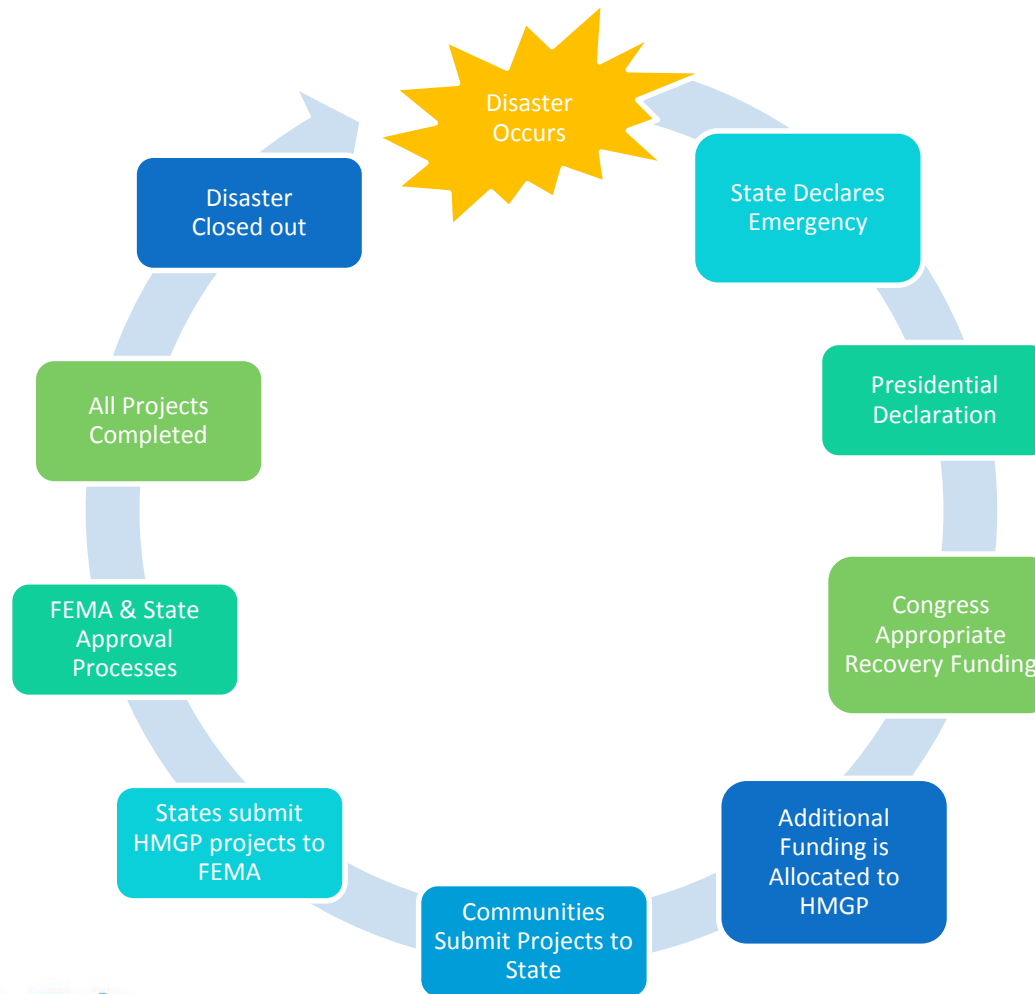 Disaster
Occurs
State Declares
Emergency
Presidential
Declaration
Congress
Appropriate
Recovery Funding
Additional
Funding is
Allocated to
HMGP
Communities
Submit Projects to
State
States submit
HMGP projects to
FEMA
FEMA & State
Approval
Processes
All Projects
Completed
Disaster
Closed out